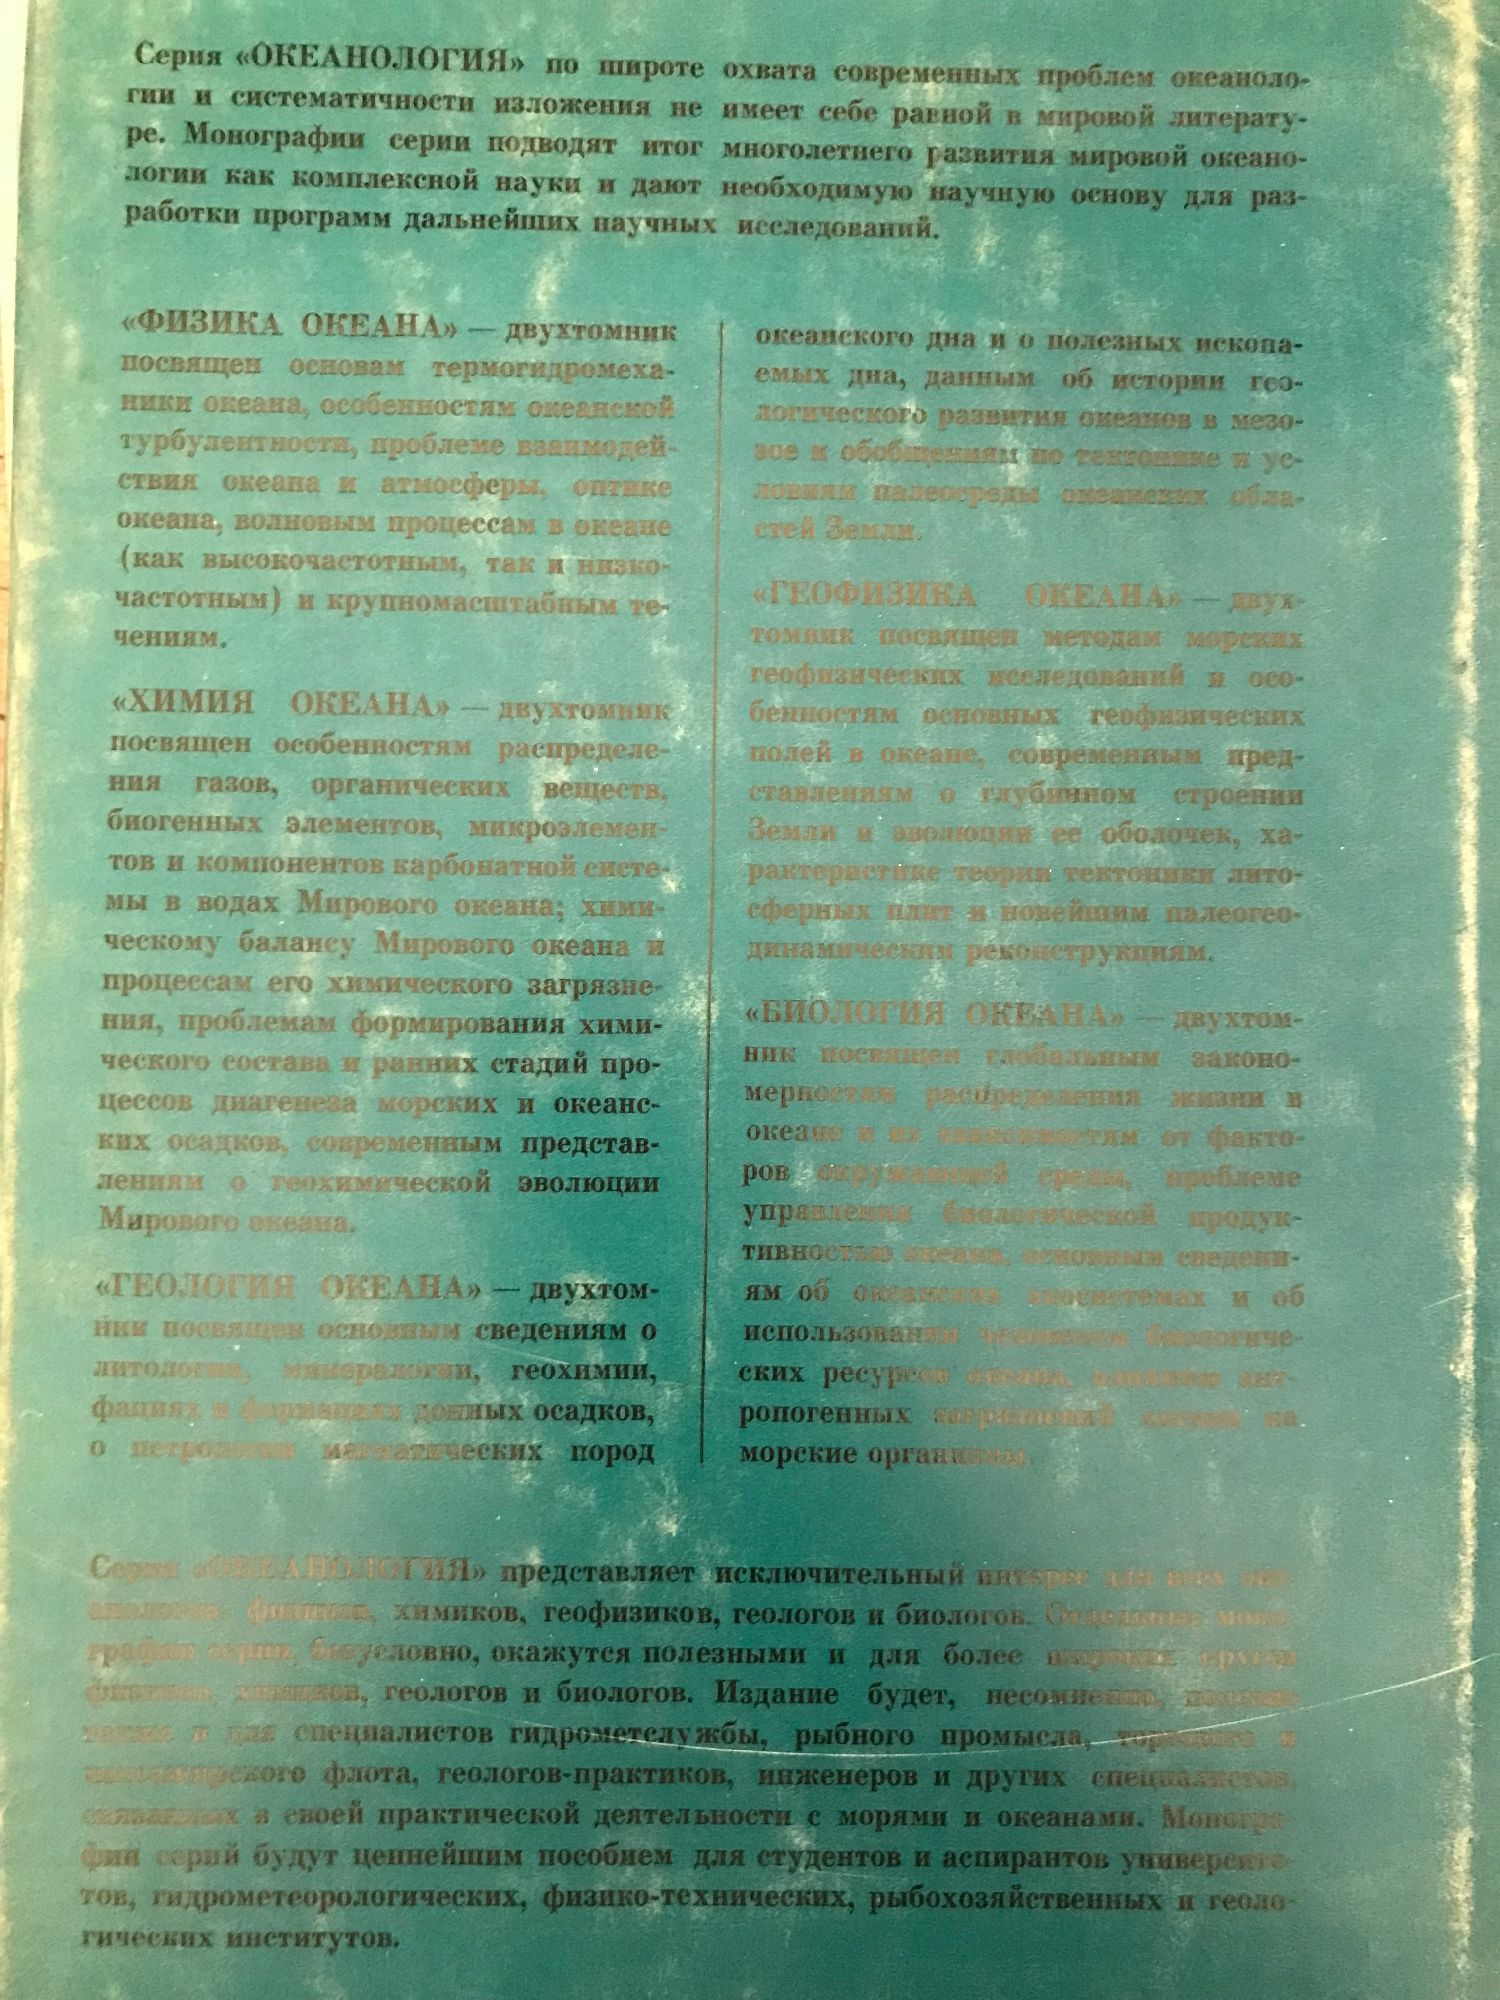 Серия «ОКЕАНОЛОГИЯ» по широте охвата современных проблем океаноло-
гии и систематичности изложения не имеет себе равной в мировой литерату-
ре. Монографии серии подводят итог многолетнего развития мировой океано-
логии как комплексной науки и дают необходимую научную основу для раз-
работки программ дальнейших научных исследований.
«ФИЗИКА ОКЕАНА» — двухтомник
посвящен основам термогидромеха-
ники океана, особенностям океанской
турбулентности, проблеме взаимодей-
ствия океана и атмосферы, оптике
океана, волновым процессам в океане
(как высокочастотным, так и низко-
частотным) и крупномасштабным те-
чениям.
«ХИМИЯ ОКЕАНА» — двухтомник
посвящен особенностям распределе-
ния газов, органических веществ,
биогенных элементов, микроэлемен-
тов и компонентов карбонатной систе-
мы в водах Мирового океана; хими-
ческому балансу Мирового океана и
процессам его химического загрязне-
ния, проблемам формирования хими-
ческого состава и ранних стадий про-
цессов диагенеза морских и океанс-
ких осадков, современным представ-
лениям о геохимической эволюции
Мирового океана.
«ГЕОЛОГИЯ ОКЕАНА» — двухтом-
ник посвящен основным сведениям о
литологии, минералогии, геохимии,
фациях и формациях донных осадков,
о петрологии магматических пород
океанского дна и о полезных ископа-
емых дна, данным об истории гео-
логического развития океанов в мезо-
зое и обобщениям по тектонике и ус-
ловиям палеосреды океанских обла-
стей Земли.
«ГЕОФИЗИКА ОКЕАНА» — двух-
томник посвящен методам морских
геофизических исследований и осо-
бенностям основных геофизических
полей в океане, современным пред-
ставлениям о глубинном строении
Земли и эволюции ее оболочек, ха-
рактеристике теории тектоники лито-
сферных плит и новейшим палеогео-
динамическим реконструкциям.
«БИОЛОГИЯ ОКЕАНА» — двухтом-
ник посвящен глобальным законо-
мерностям распределения жизни в
океане и их зависимостям от факто-
ров окружающей среды, проблеме
управления биологической продук-
тивностью океана, основным сведени-
ям об океанских экосистемах и об
использовании человеком биологиче-
ских ресурсов океана, влиянию ант-
ропогенных загрязнений океана на
морские организмы.
Серия «ОКЕАНОЛОГИЯ» представляет исключительный интерес для всех оке-
анологов: физиков, химиков, геофизиков, геологов и биологов. Отдельные моно-
графии серии, безусловно, окажутся полезными и для более широких кругов
физиков, химиков, геологов и биологов. Издание будет, несомненно,
и для специалистов гидрометслужбы, рыбного промысла, торгового и
флота, геологов-практиков, инженеров и других специалистов,
связанных в своей практической деятельности с морями и океанами. Моногра-
фии серий будут ценнейшим пособием для студентов и аспирантов университе-
тов, гидрометеорологических, физико-технических, рыбохозяйственных и геоло-
гических институтов.